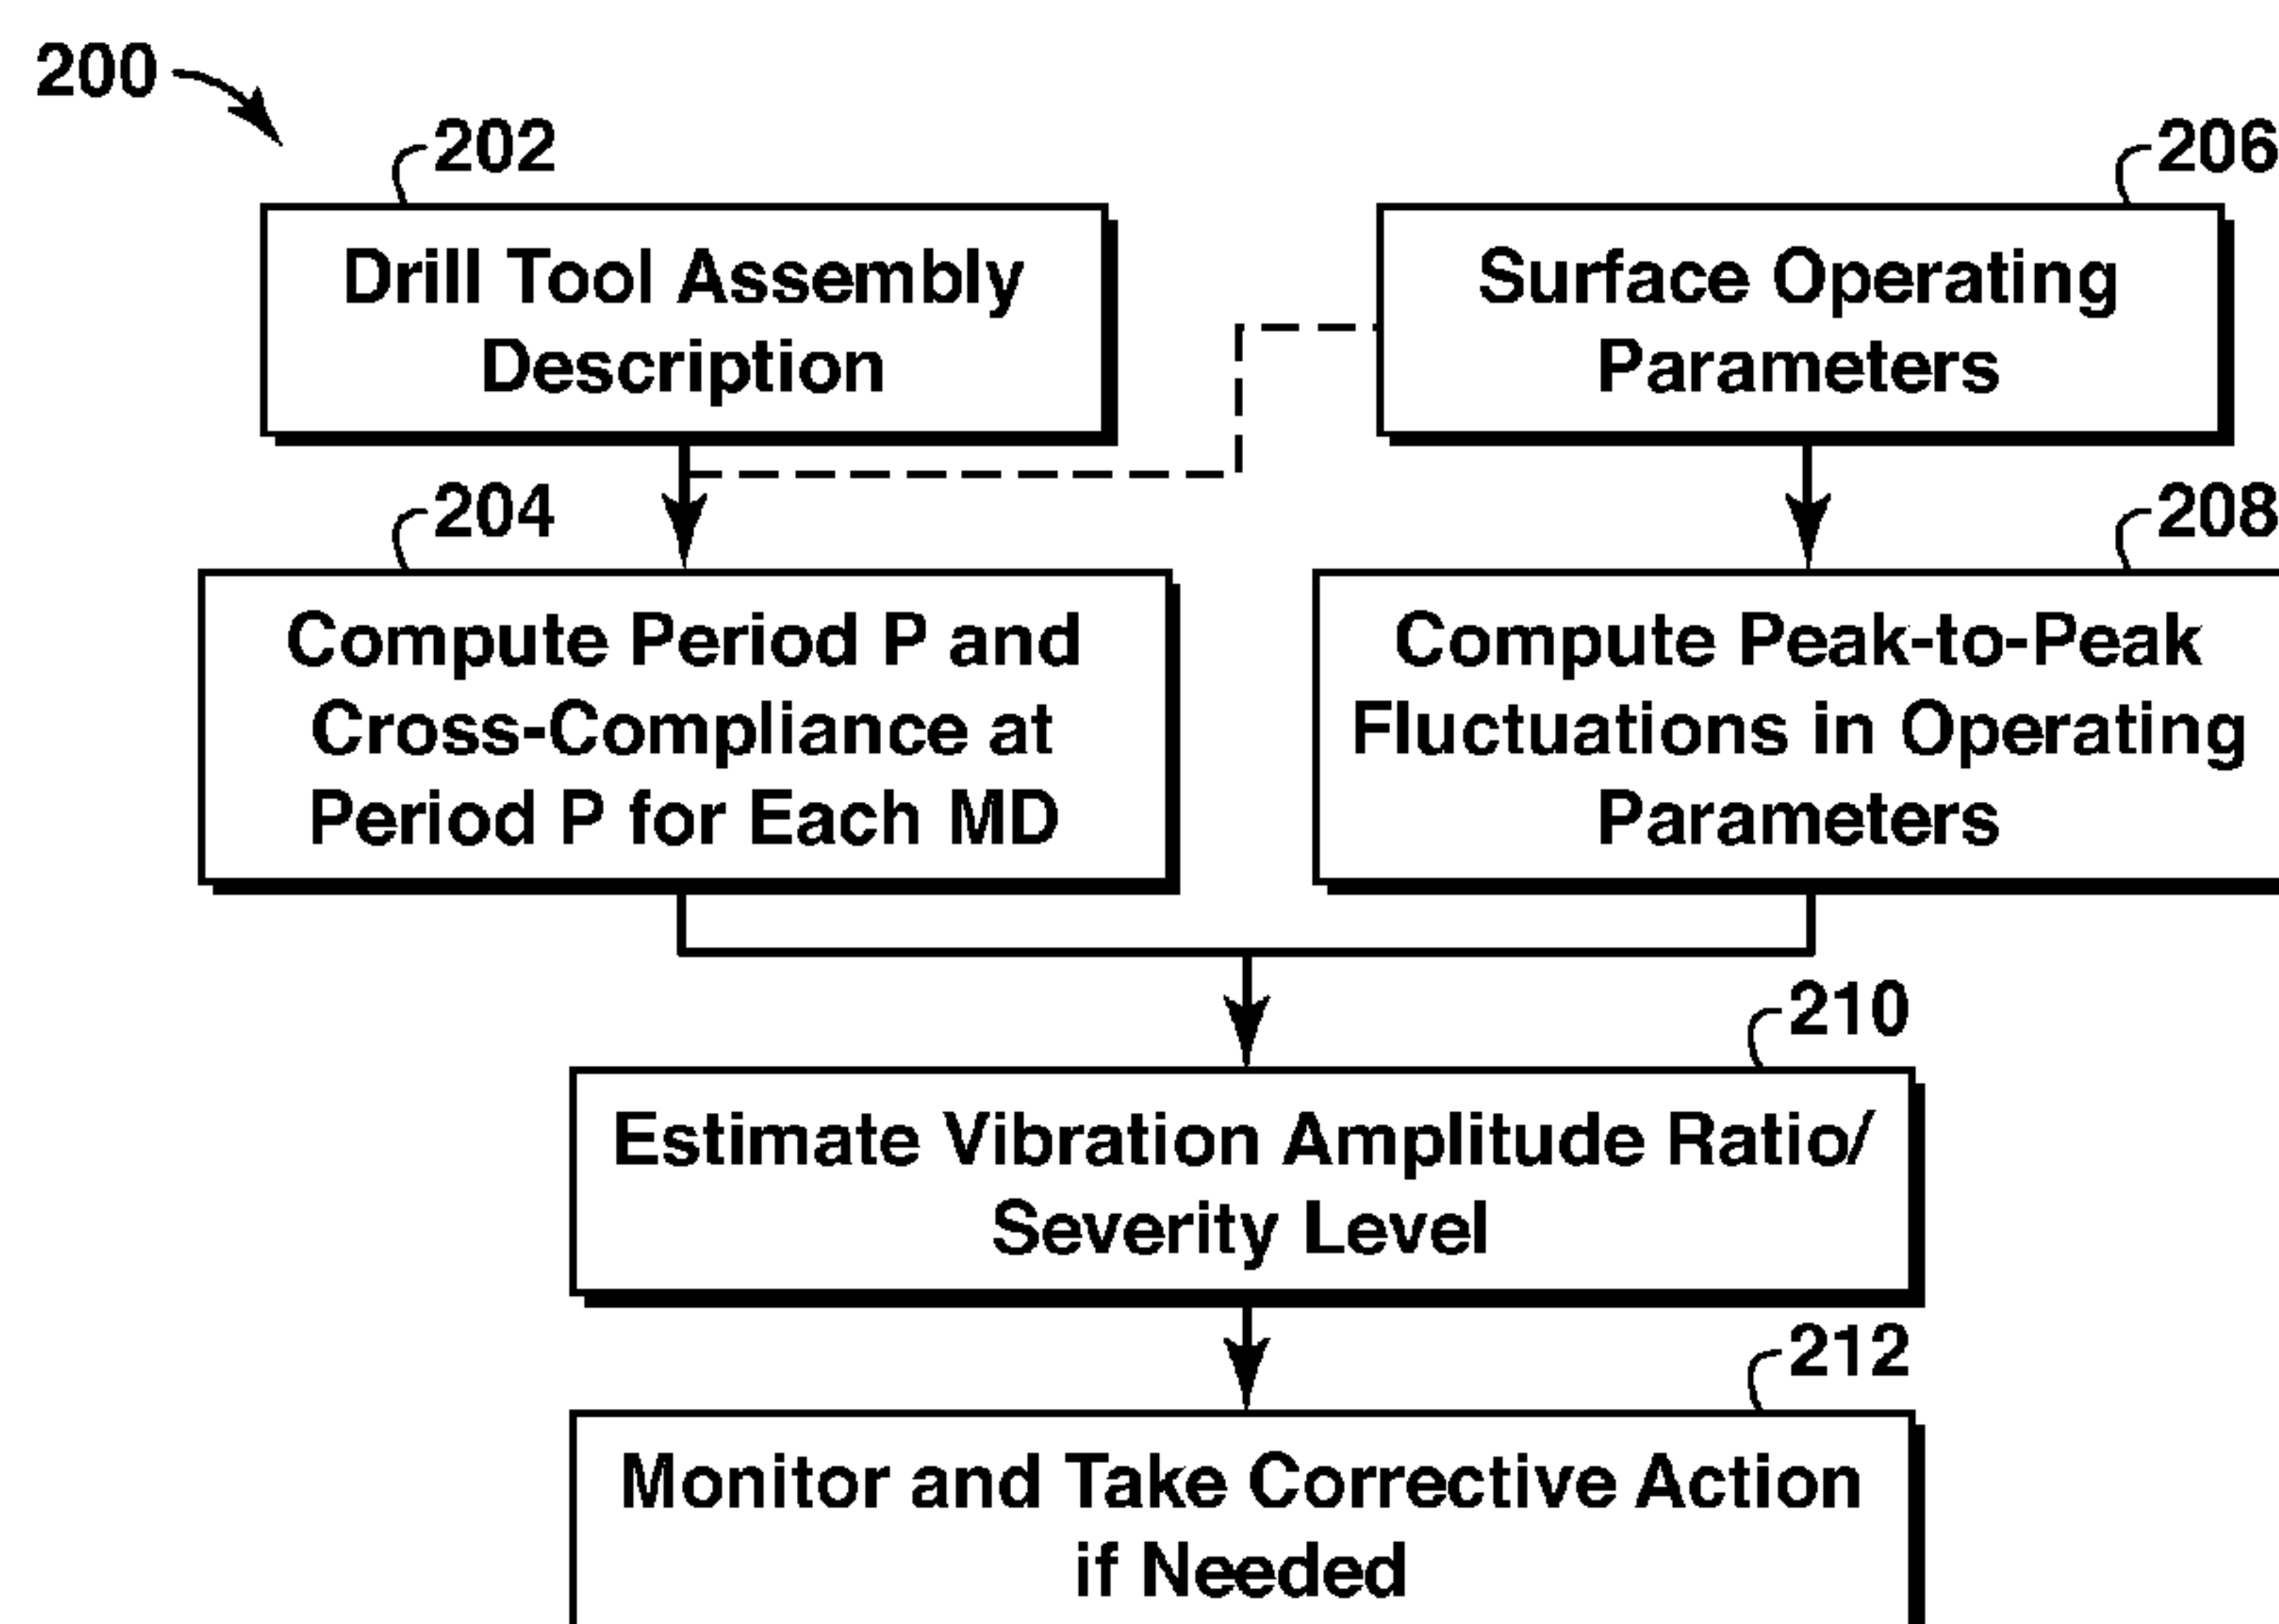 200
202
206
Drill Tool Assembly
Description
Surface Operating
Parameters
204
208
Compute Period P and
Cross-Compliance at
Period P for Each MD
Compute Peak-to-Peak
Fluctuations in Operating
Parameters
210
Estimate Vibration Amplitude Ratio/
Severity Level
212
Monitor and Take Corrective Action
if Needed